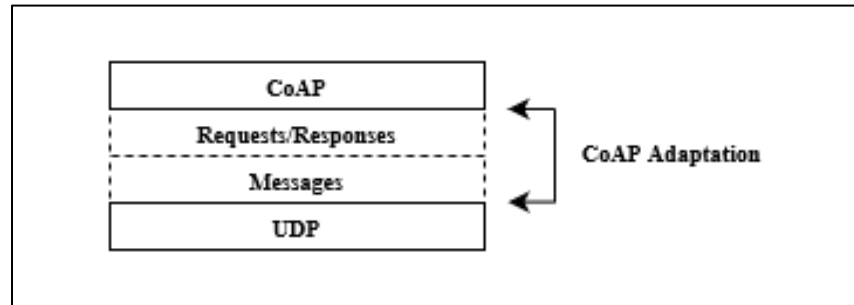 CoAP
Requests/Responses
Messages
UDP
CoAP Adaptation